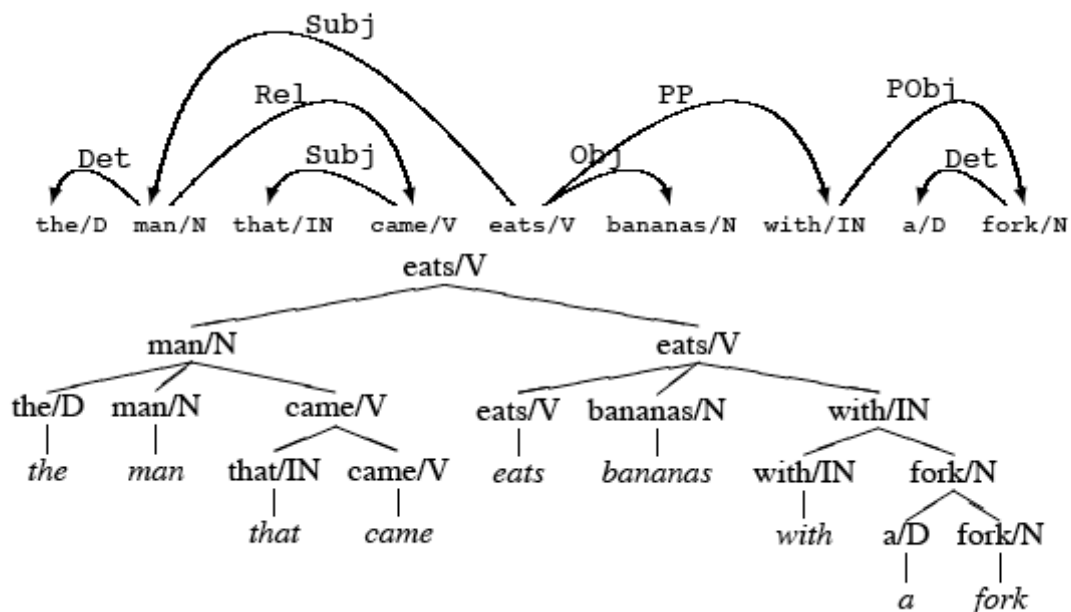 Subj
Rel PP PObj
Det Subj Obj Det
the/D man/N that/IN came/V eats/V bananas/N with/IN a/D fork/N
eats/V
man/N eats/V
the/D man/N came/V eats/V bananas/N with/IN
the man that/IN came/V eats bananas with/IN fork/N
that came with a/D fork/N
a fork